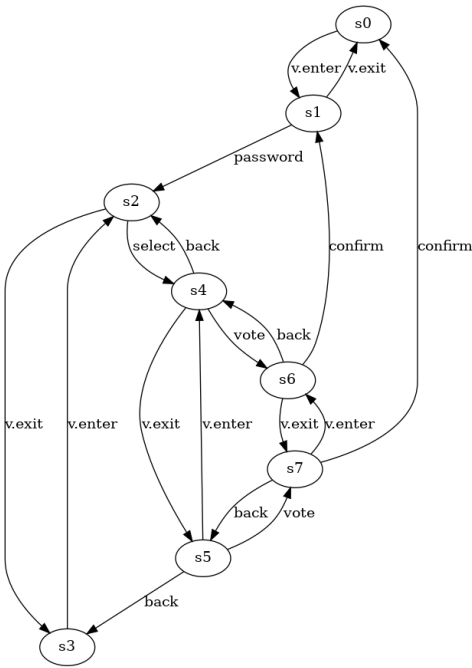 s0
v.enter
v.exit
s1
password
s2
select
back
confirm
confirm
s4
vote
back
s6
v.exit
v.enter
v.exit
v.enter
v.exit
v.enter
s7
back
vote
s5
back
s3